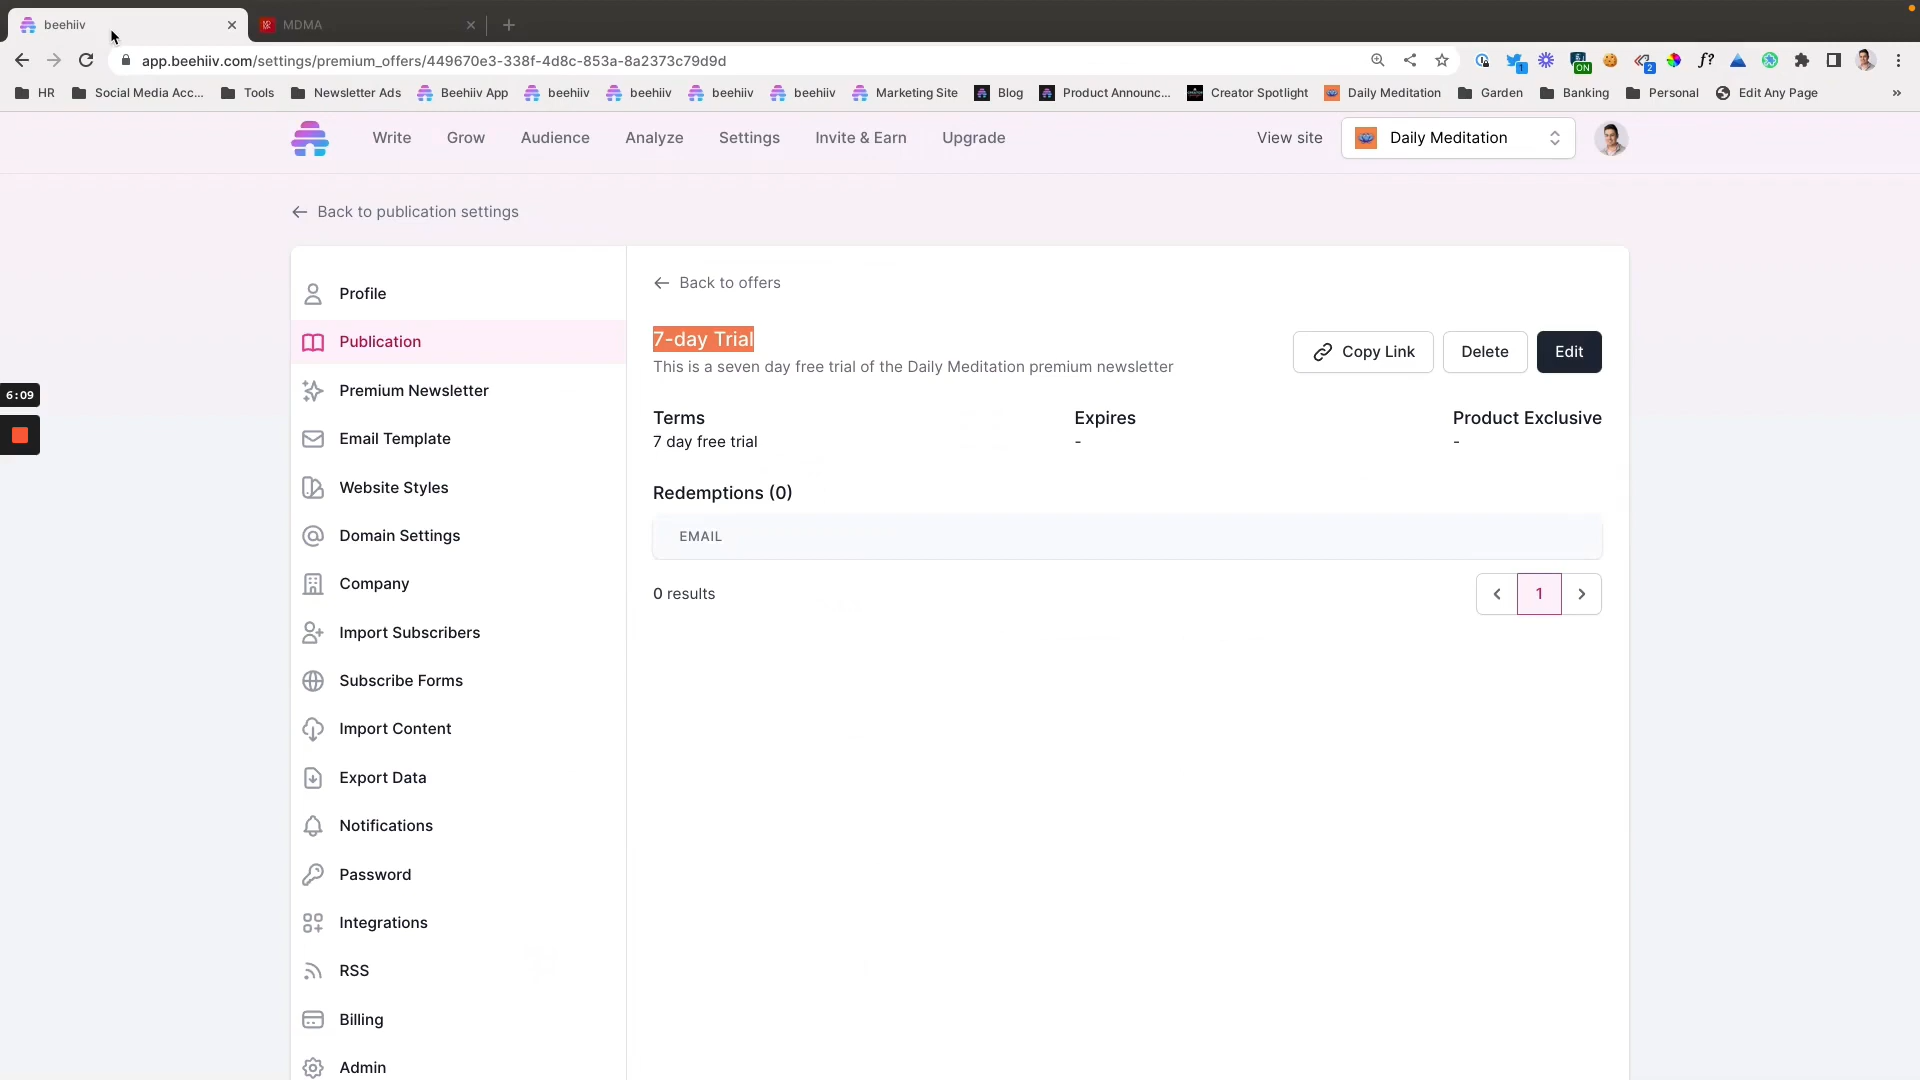 beehiiv
MDMA
app.beehiiv.com/settings/premium_offers/449670e3-338f-4d8c-853a-8a2373c79d9d
1
ON
2
f?
HR
Social Media Acc...
Tools
Newsletter Ads
Beehiiv App
beehiiv
beehiiv
beehiiv
beehiiv
Marketing Site
Blog
Product Announc...
Creator Spotlight
Daily Meditation
Garden
Banking
Personal
Edit Any Page
»
Write
Grow
Audience
Analyze
Settings
Invite & Earn
Upgrade
View site
Daily Meditation
Back to publication settings
6:09
Profile
Publication
Premium Newsletter
Email Template
Website Styles
Domain Settings
Company
Import Subscribers
Subscribe Forms
Import Content
Export Data
Notifications
Password
Integrations
RSS
Billing
Admin
Back to offers
7-day Trial
This is a seven day free trial of the Daily Meditation premium newsletter
Copy Link
Delete
Edit
Terms
7 day free trial
Expires
-
Product Exclusive
-
Redemptions (0)
EMAIL
0 results
1